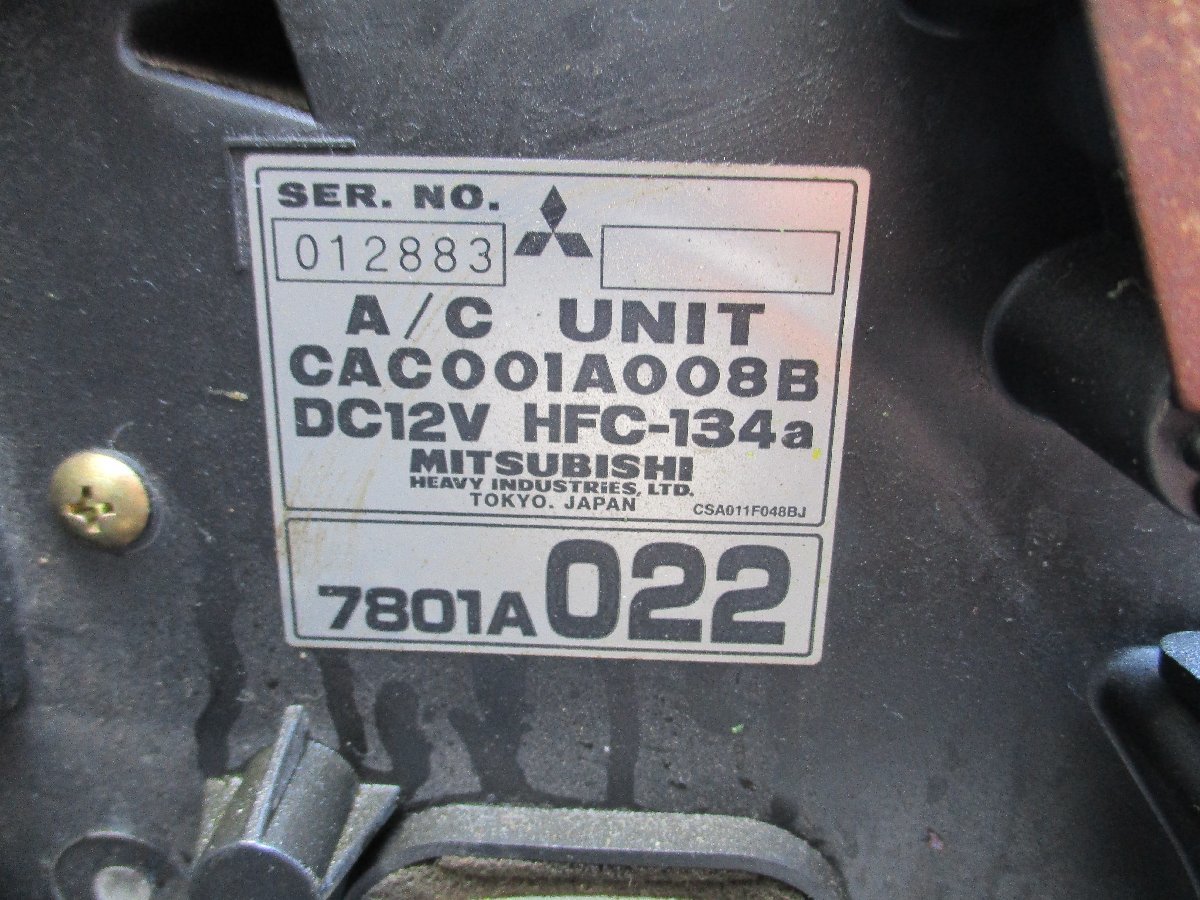 SER. NO.
012883
A/C UNIT
CAC001A008B
DC12V HFC-134a
MITSUBISHI
HEAVY INDUSTRIES, LTD.
TOKYO. JAPAN
CSA011F048BJ
7801A022